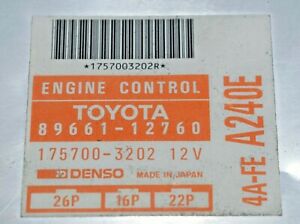 *1757003202R*
ENGINE CONTROL
TOYOTA
89661-12760
175700-3202 12V
DENSO MADE IN JAPAN
26P 16P 22P
4A-FE A240E